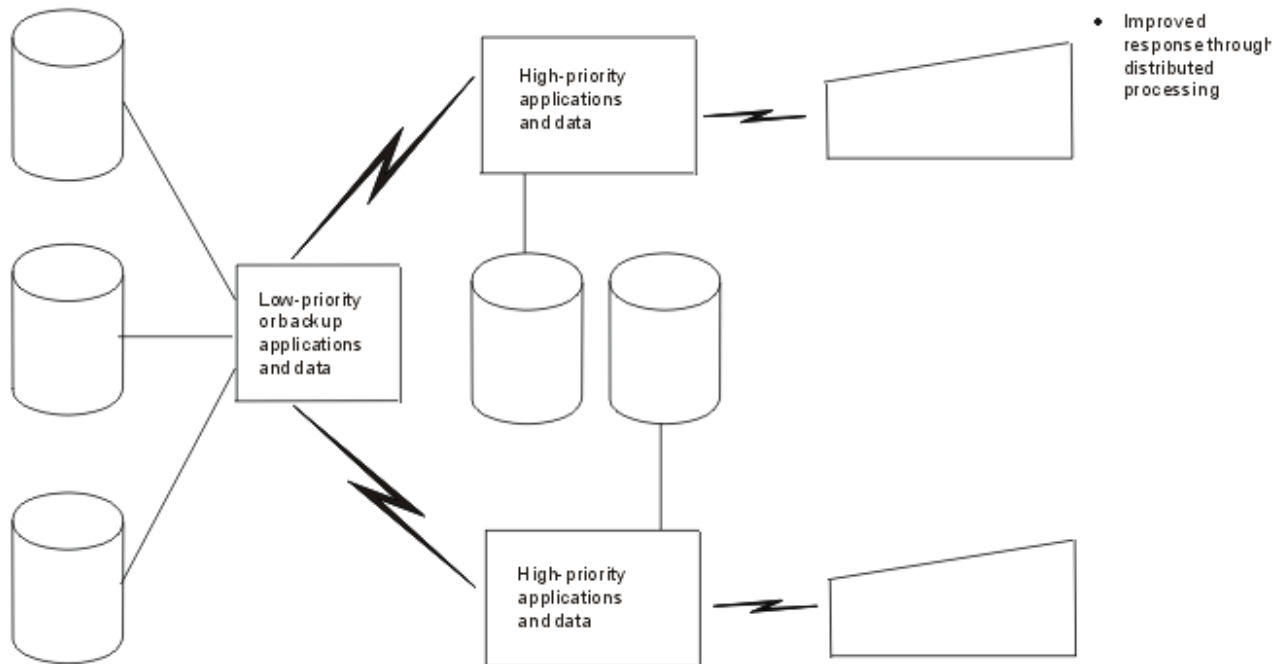 • Improved
response through
distributed
processing
High-priority
applications
and data
Low-priority
or backup
applications
and data
High-priority
applications
and data